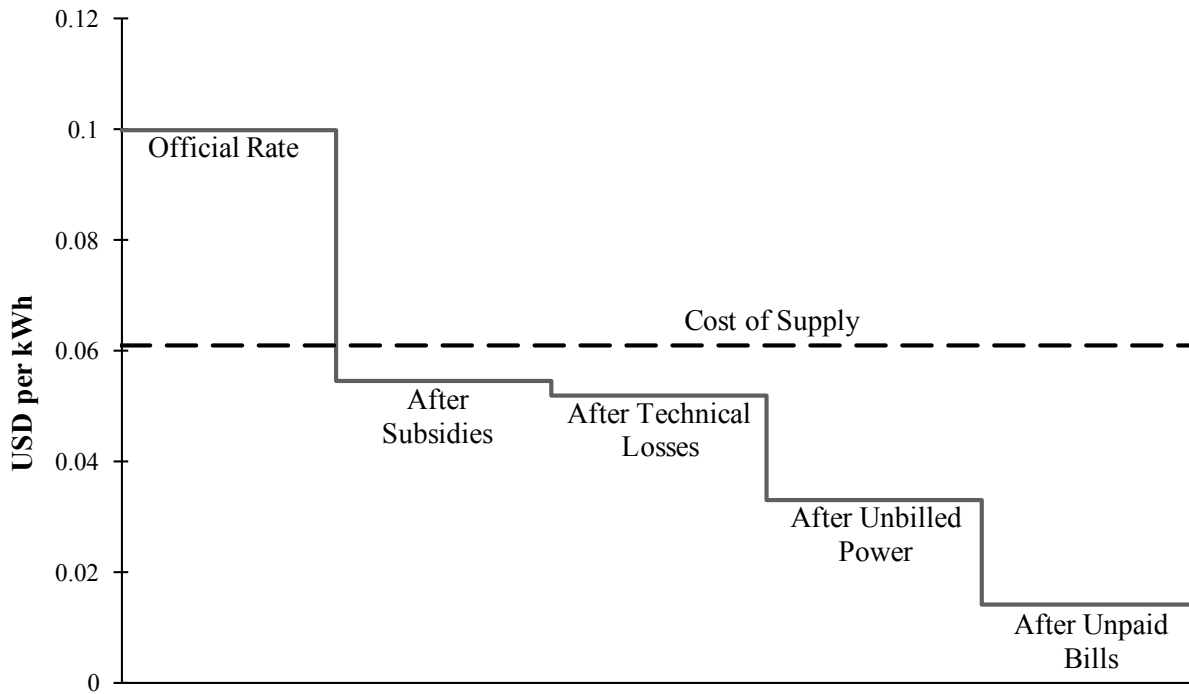 0.12
0.1
Official Rate
0.08
Cost of Supply
0.06
After
Subsidies
After Technical
Losses
USD per kWh
0.04
After Unbilled
Power
0.02
After Unpaid
Bills
0